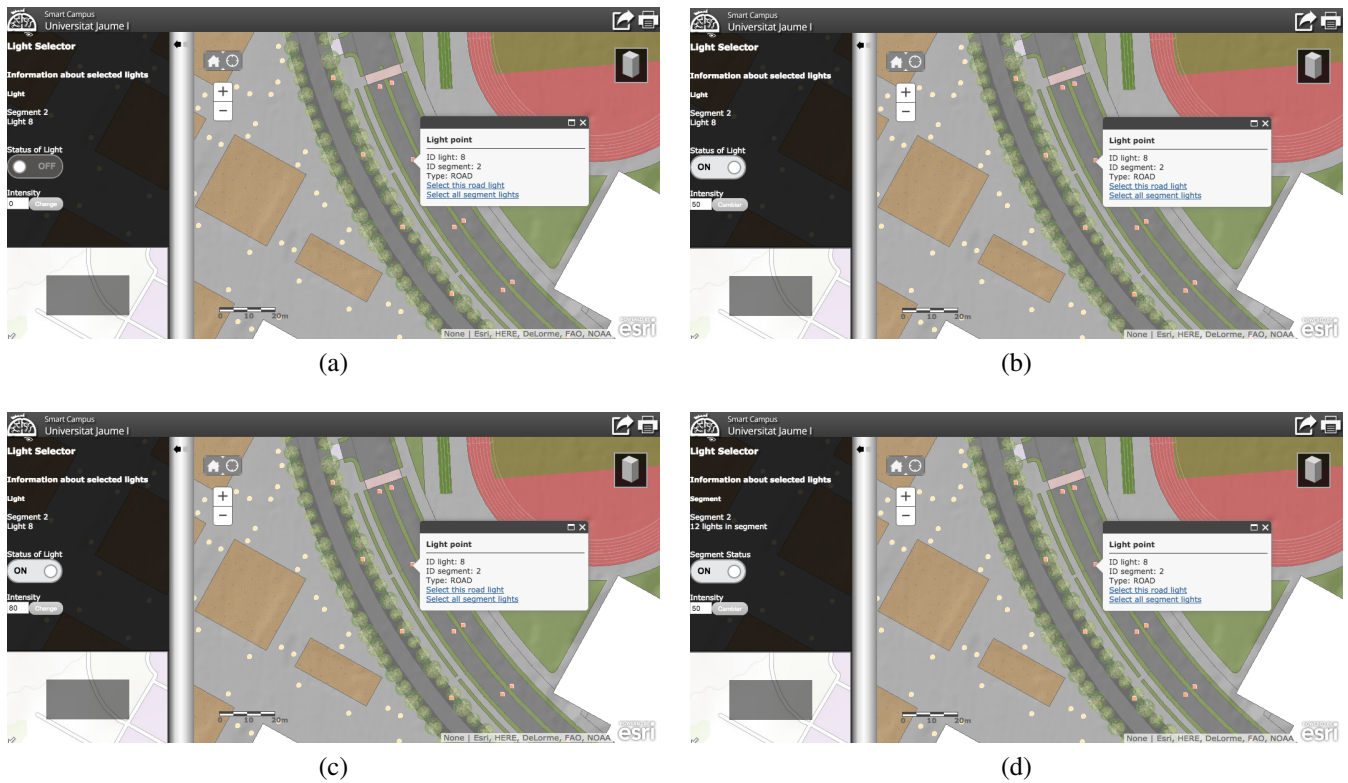 Smart Campus
Universitat Jaume I
Light Selector
Information about selected lights
Light
Segment 2
Light 8
Status of Light
OFF
Intensity
0 Change
+
−
Light point
ID light: 8
ID segment: 2
Type: ROAD
Select this road light
Select all segment lights
0 10 20m
None | Esri, HERE, DeLorme, FAO, NOAA
POWERED BY
esri
(a)
Smart Campus
Universitat Jaume I
Light Selector
Information about selected lights
Light
Segment 2
Light 8
Status of Light
ON
Intensity
50 Cambiar
+
−
Light point
ID light: 8
ID segment: 2
Type: ROAD
Select this road light
Select all segment lights
0 10 20m
None | Esri, HERE, DeLorme, FAO, NOAA
POWERED BY
esri
(b)
Smart Campus
Universitat Jaume I
Light Selector
Information about selected lights
Light
Segment 2
Light 8
Status of Light
ON
Intensity
80 Change
+
−
Light point
ID light: 8
ID segment: 2
Type: ROAD
Select this road light
Select all segment lights
0 10 20m
None | Esri, HERE, DeLorme, FAO, NOAA
POWERED BY
esri
(c)
Smart Campus
Universitat Jaume I
Light Selector
Information about selected lights
Segment
Segment 2
12 lights in segment
Segment Status
ON
Intensity
50 Cambiar
+
−
Light point
ID light: 8
ID segment: 2
Type: ROAD
Select this road light
Select all segment lights
0 10 20m
None | Esri, HERE, DeLorme, FAO, NOAA
POWERED BY
esri
(d)